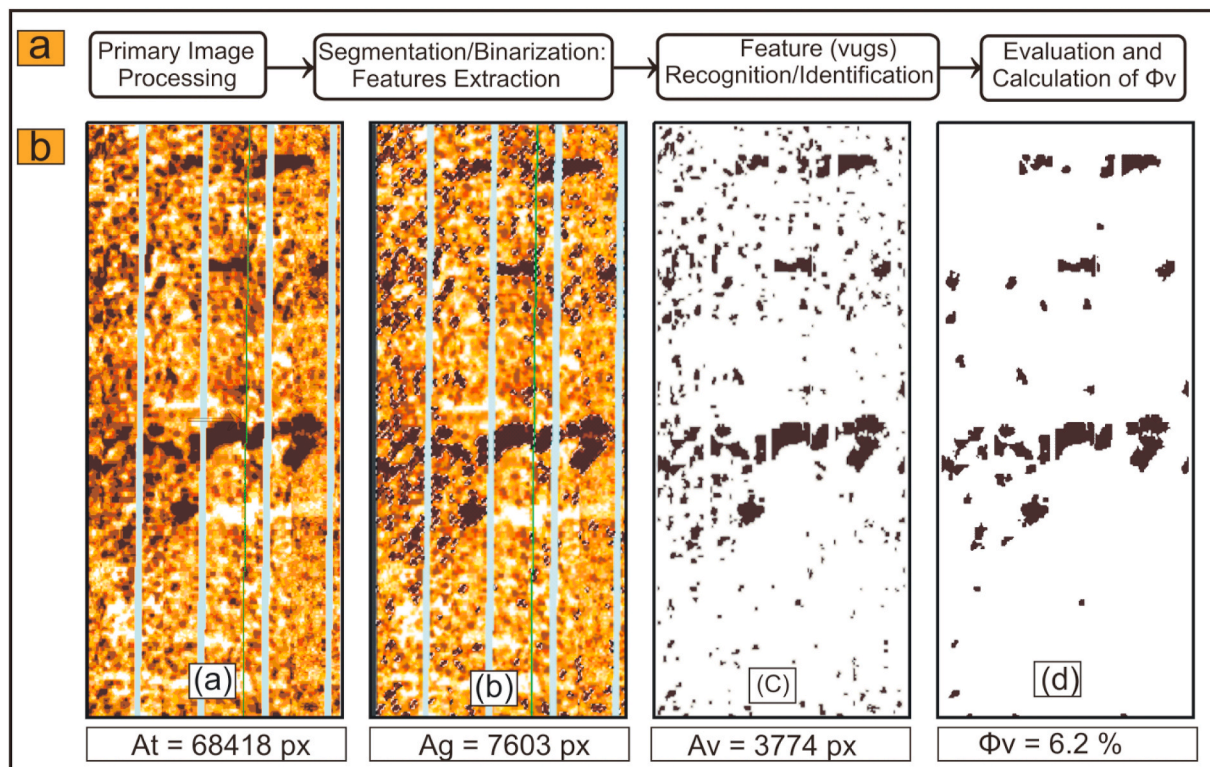 a
Primary Image
Processing
Segmentation/Binarization:
Features Extraction
Feature (vugs)
Recognition/Identification
Evaluation and
Calculation of Φv
b
(a)
(b)
(C)
(d)
At = 68418 px
Ag = 7603 px
Av = 3774 px
Φv = 6.2 %